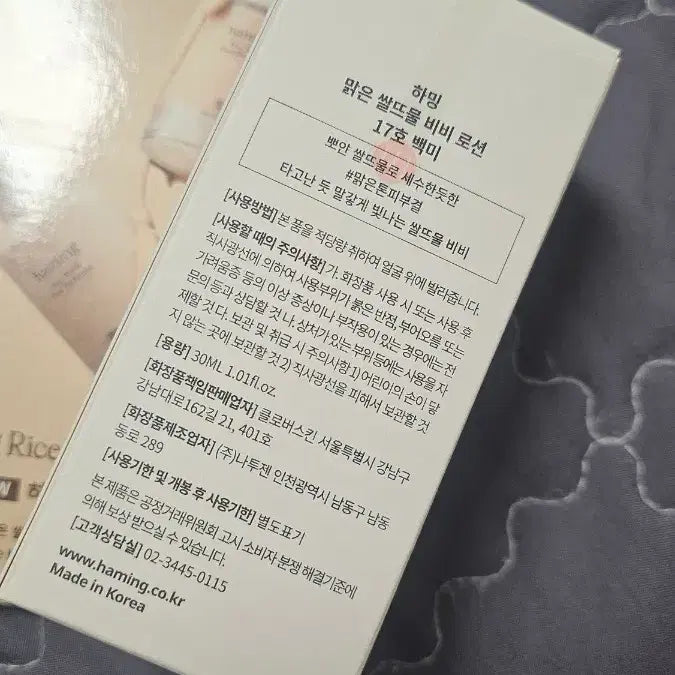 하밍
맑은 쌀뜨물 비비 로션
17호 백미
뽀얀 쌀뜨물로 세수한듯한
#맑은톤피부결
타고난 듯 말갛게 빛나는 쌀뜨물 비비
[사용방법] 본 품을 적당량 취하여 얼굴 위에 발라줍니다.
[사용할 때의 주의사항] 가. 화장품 사용 시 또는 사용 후
직사광선에 의하여 사용부위가 붉은 반점, 부어오름 또는
가려움증 등의 이상 증상이나 부작용이 있는 경우에는 전
문의 등과 상담할 것 나. 상처가 있는 부위 등에는 사용을 자
제할 것 다. 보관 및 취급 시 주의사항 1) 어린이의 손이 닿
지 않는 곳에 보관할 것 2) 직사광선을 피해서 보관할 것
[용량] 30ML 1.01fl.oz.
[화장품책임판매업자] 클로버스킨 서울특별시 강남구
강남대로162길 21, 401호
[화장품제조업자] (주)나투젠 인천광역시 남동구 남동
동로 289
[사용기한 및 개봉 후 사용기한] 별도표기
본 제품은 공정거래위원회 고시 소비자 분쟁 해결기준에
의해 보상 받으실 수 있습니다.
[고객상담실] 02-3445-0115
www.haming.co.kr
Made in Korea
Rice